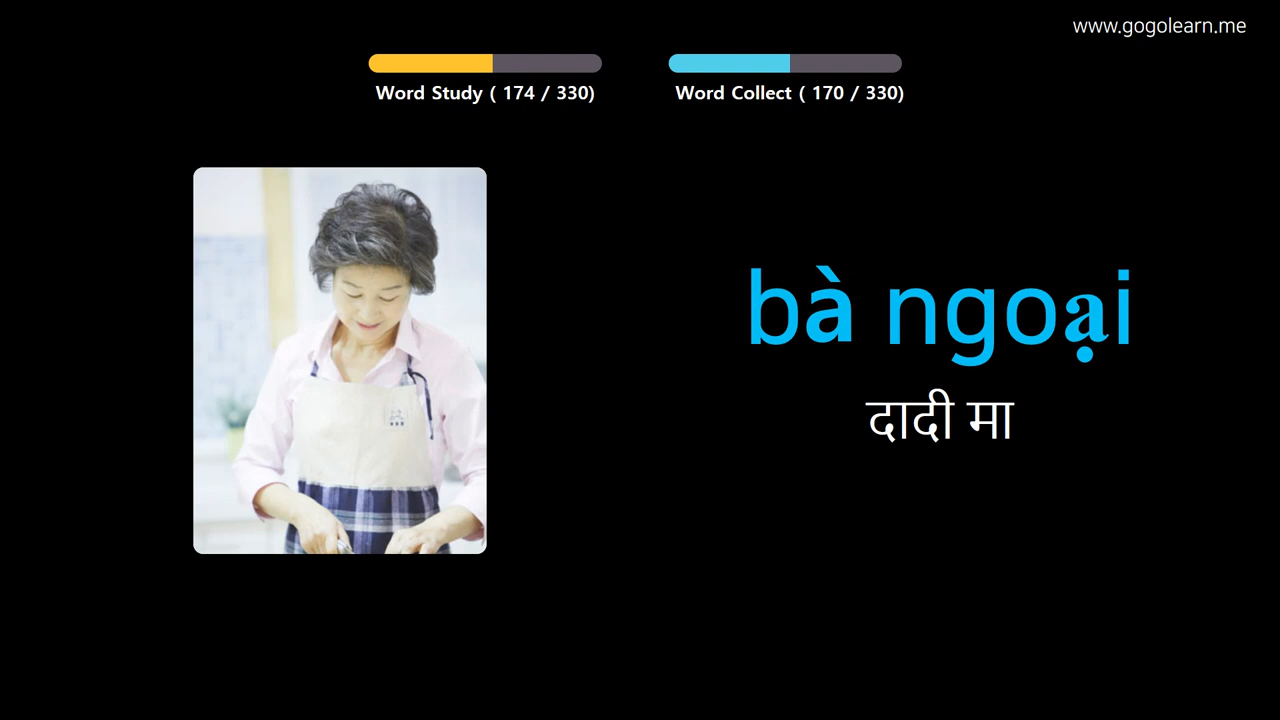 www.gogolearn.me
Word Study ( 174 / 330)
Word Collect ( 170 / 330)
bà ngoại
दादी मा